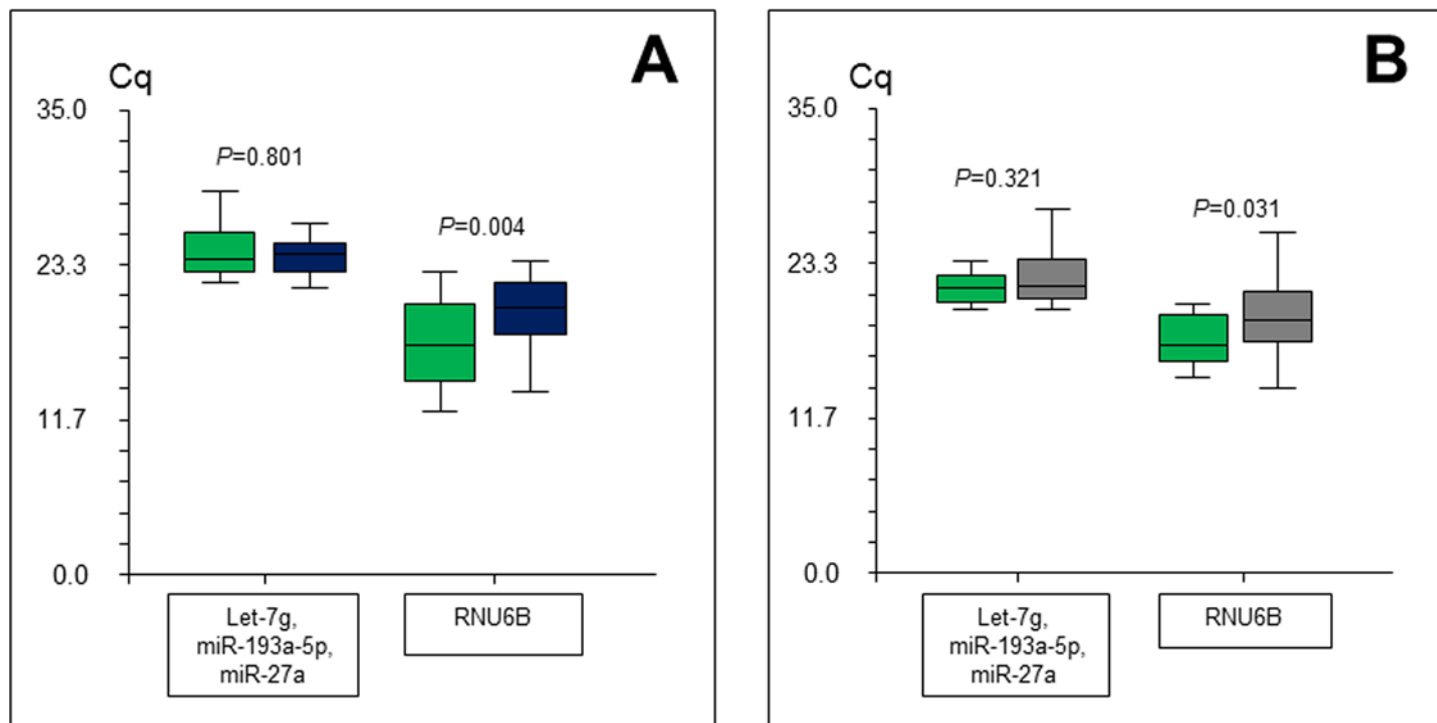 A
Cq
35.0
P=0.801
P=0.004
23.3
11.7
0.0
Let-7g,
miR-193a-5p,
miR-27a
RNU6B
B
Cq
35.0
P=0.321
P=0.031
23.3
11.7
0.0
Let-7g,
miR-193a-5p,
miR-27a
RNU6B